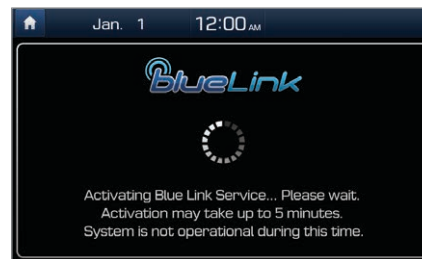 Jan. 1 12:00 AM
blueLink
Activating Blue Link Service... Please wait.
Activation may take up to 5 minutes.
System is not operational during this time.